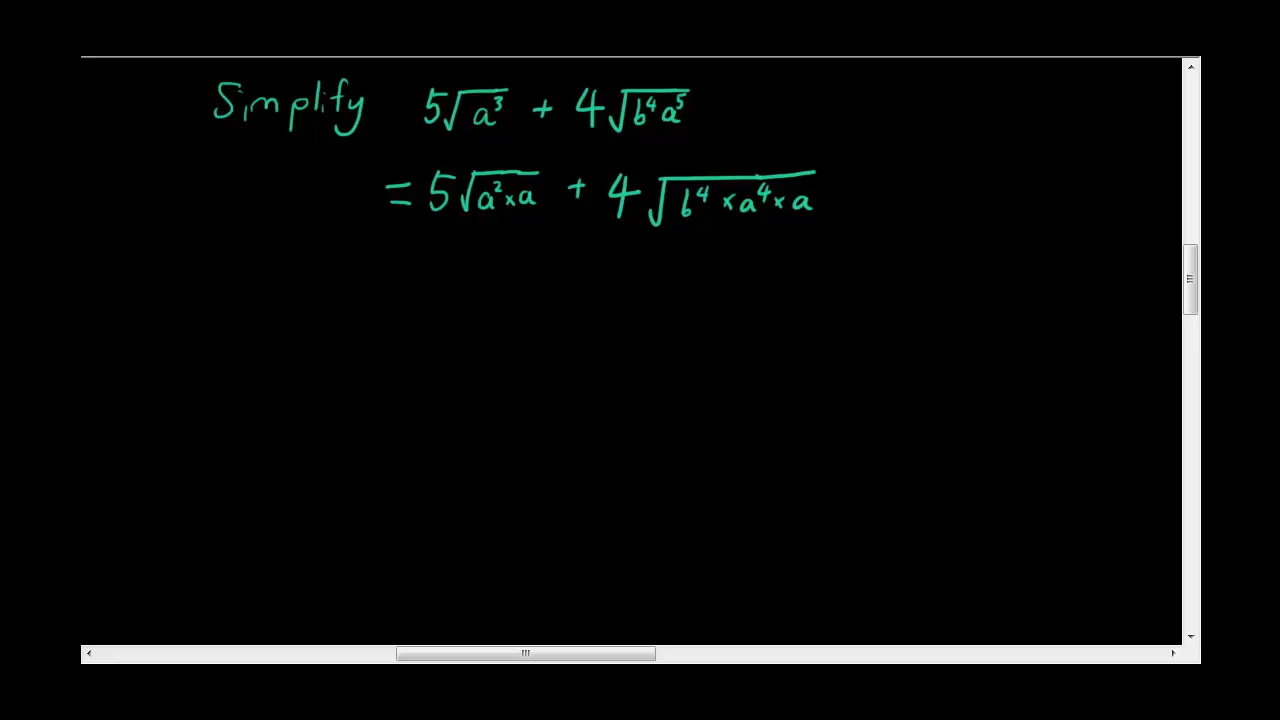 Simplify 5√a³ + 4√b⁴a⁵
= 5√a²×a + 4√b⁴×a⁴×a